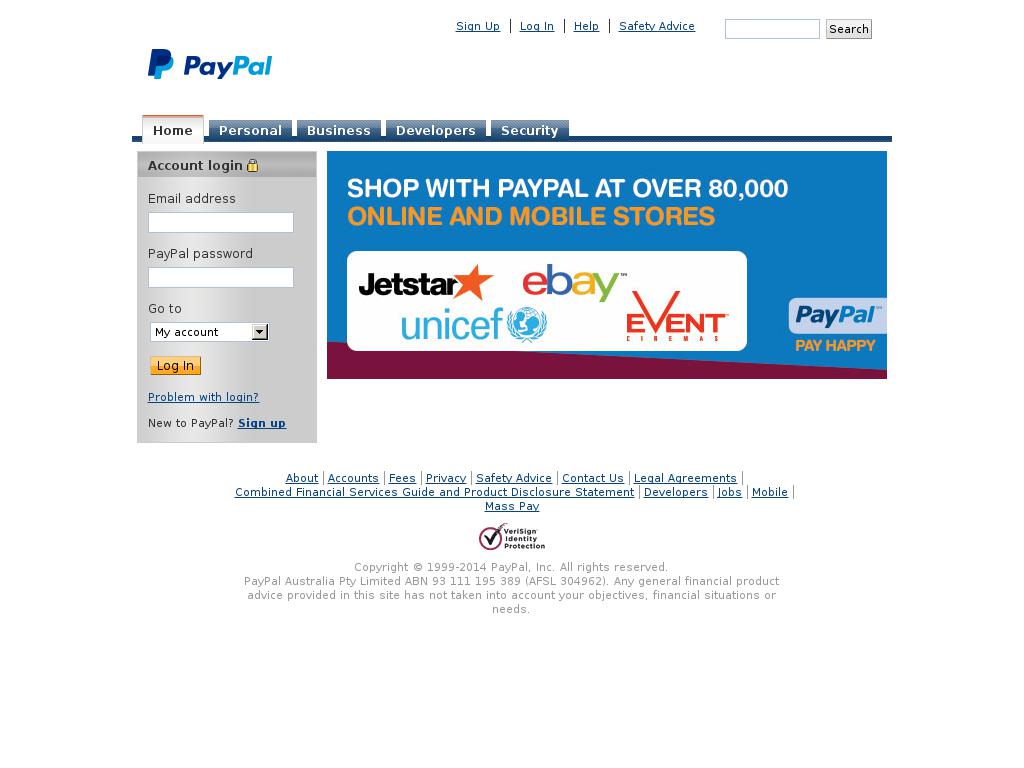 Sign Up | Log In | Help | Safety Advice Search
PayPal
Home Personal Business Developers Security
Account login
Email address
PayPal password
Go to
My account
Log In
Problem with login?
New to PayPal? Sign up
SHOP WITH PAYPAL AT OVER 80,000
ONLINE AND MOBILE STORES
Jetstar ebay™
unicef EVENT
CINEMAS
PayPal™
PAY HAPPY
About | Accounts | Fees | Privacy | Safety Advice | Contact Us | Legal Agreements |
Combined Financial Services Guide and Product Disclosure Statement | Developers | Jobs | Mobile |
Mass Pay
VeriSign
Identity
Protection
Copyright © 1999-2014 PayPal, Inc. All rights reserved.
PayPal Australia Pty Limited ABN 93 111 195 389 (AFSL 304962). Any general financial product
advice provided in this site has not taken into account your objectives, financial situations or
needs.